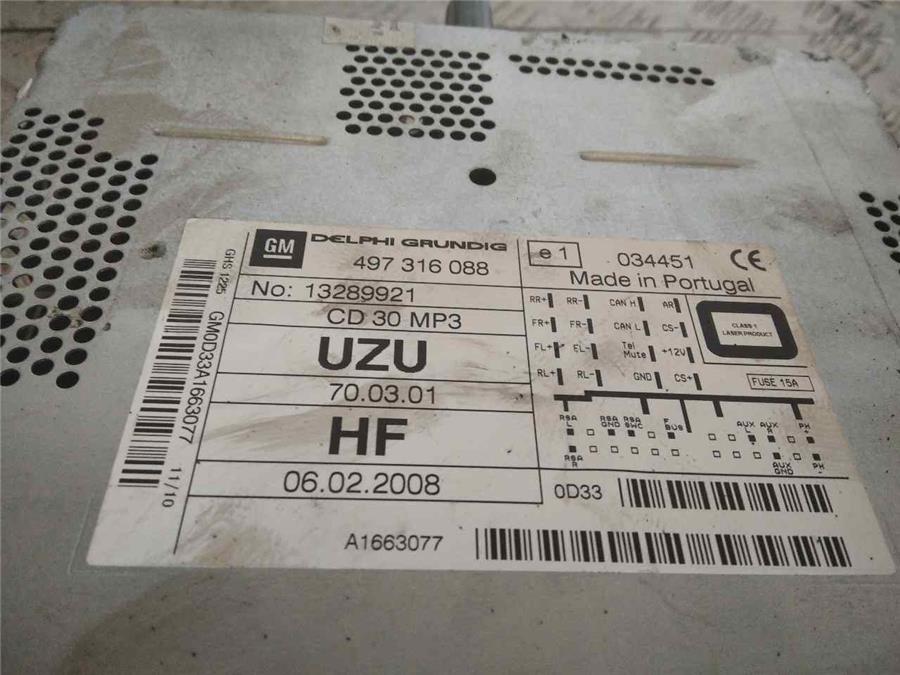 GM DELPHI GRUNDIG
497 316 088
No: 13289921
CD 30 MP3
UZU
70.03.01
HF
06.02.2008
A1663077
GHS 1225
GM0D33A1663077
11/10
e1 034451 CE
Made in Portugal
RR+ RR- CAN H AR
FR+ FR- CAN L CS-
FL+ FL- Tel Mute +12V
RL+ RL- GND CS+
CLASS 1
LASER PRODUCT
FUSE 15A
RSA L RSA GND RSA SWC F BUS AUX L AUX R PH +
RSA R AUX GND PH -
0D33